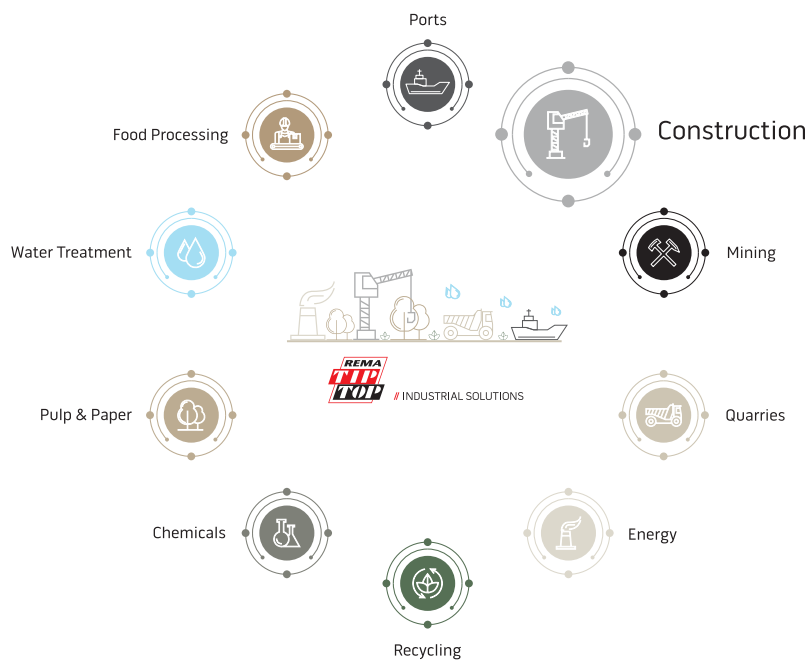 Ports
Construction
Food Processing
Water Treatment
Mining
REMA
TIP
TOP
// INDUSTRIAL SOLUTIONS
Pulp & Paper
Quarries
Chemicals
Energy
Recycling